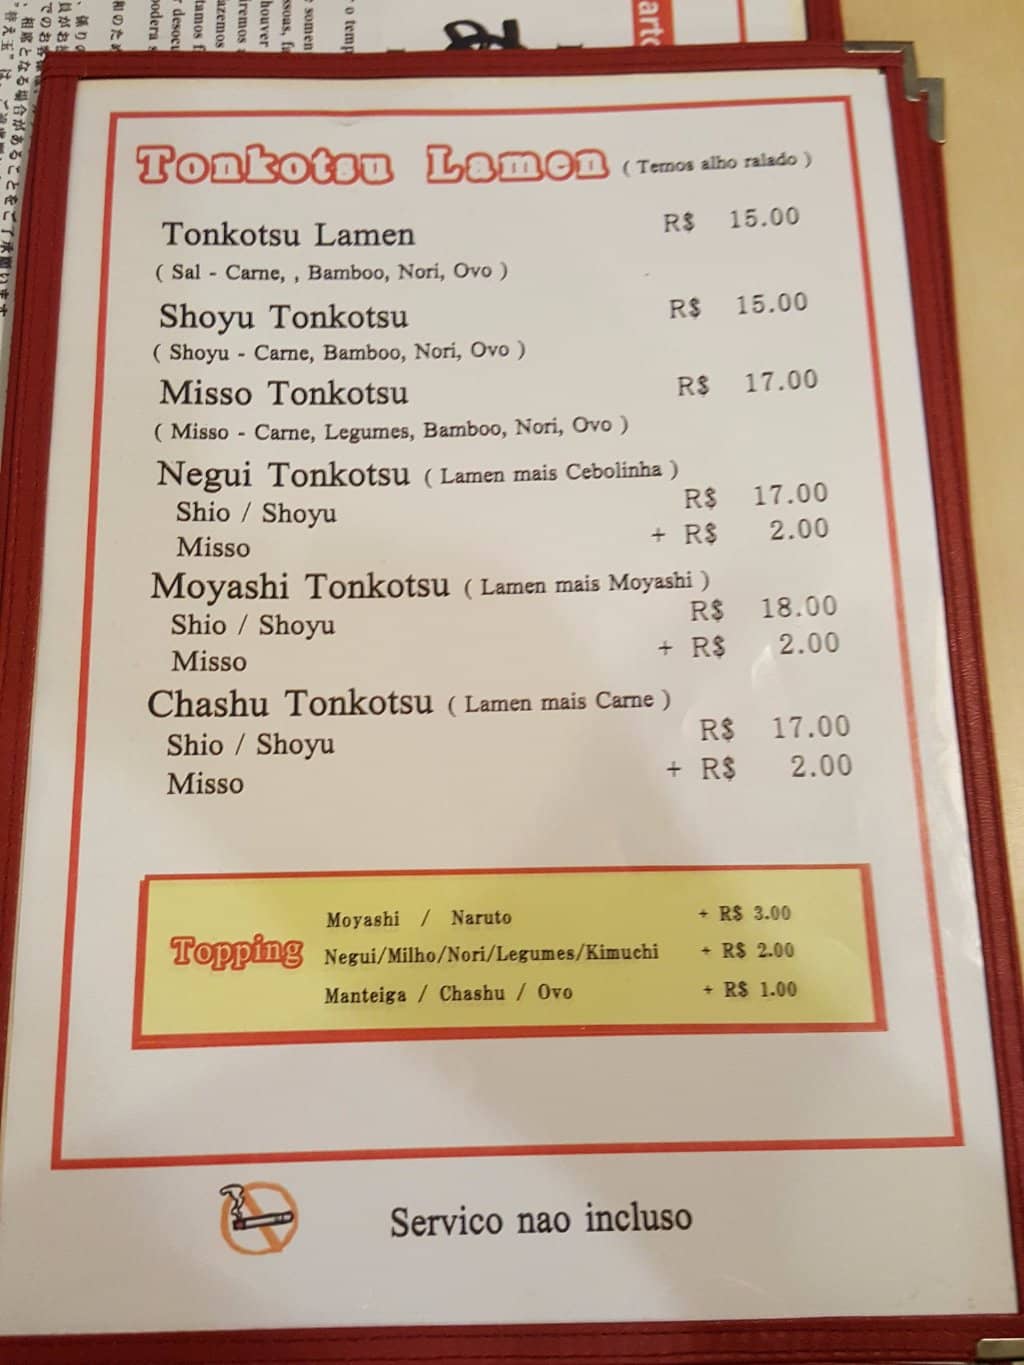 Tonkotsu Lamen ( Temos alho ralado )
Tonkotsu Lamen R$ 15.00
( Sal - Carne, , Bamboo, Nori, Ovo )
Shoyu Tonkotsu R$ 15.00
( Shoyu - Carne, Bamboo, Nori, Ovo )
Misso Tonkotsu R$ 17.00
( Misso - Carne, Legumes, Bamboo, Nori, Ovo )
Negui Tonkotsu ( Lamen mais Cebolinha )
Shio / Shoyu R$ 17.00
Misso + R$ 2.00
Moyashi Tonkotsu ( Lamen mais Moyashi )
Shio / Shoyu R$ 18.00
Misso + R$ 2.00
Chashu Tonkotsu ( Lamen mais Carne )
Shio / Shoyu R$ 17.00
Misso + R$ 2.00
Topping
Moyashi / Naruto + R$ 3.00
Negui/Milho/Nori/Legumes/Kimuchi + R$ 2.00
Manteiga / Chashu / Ovo + R$ 1.00
Servico nao incluso